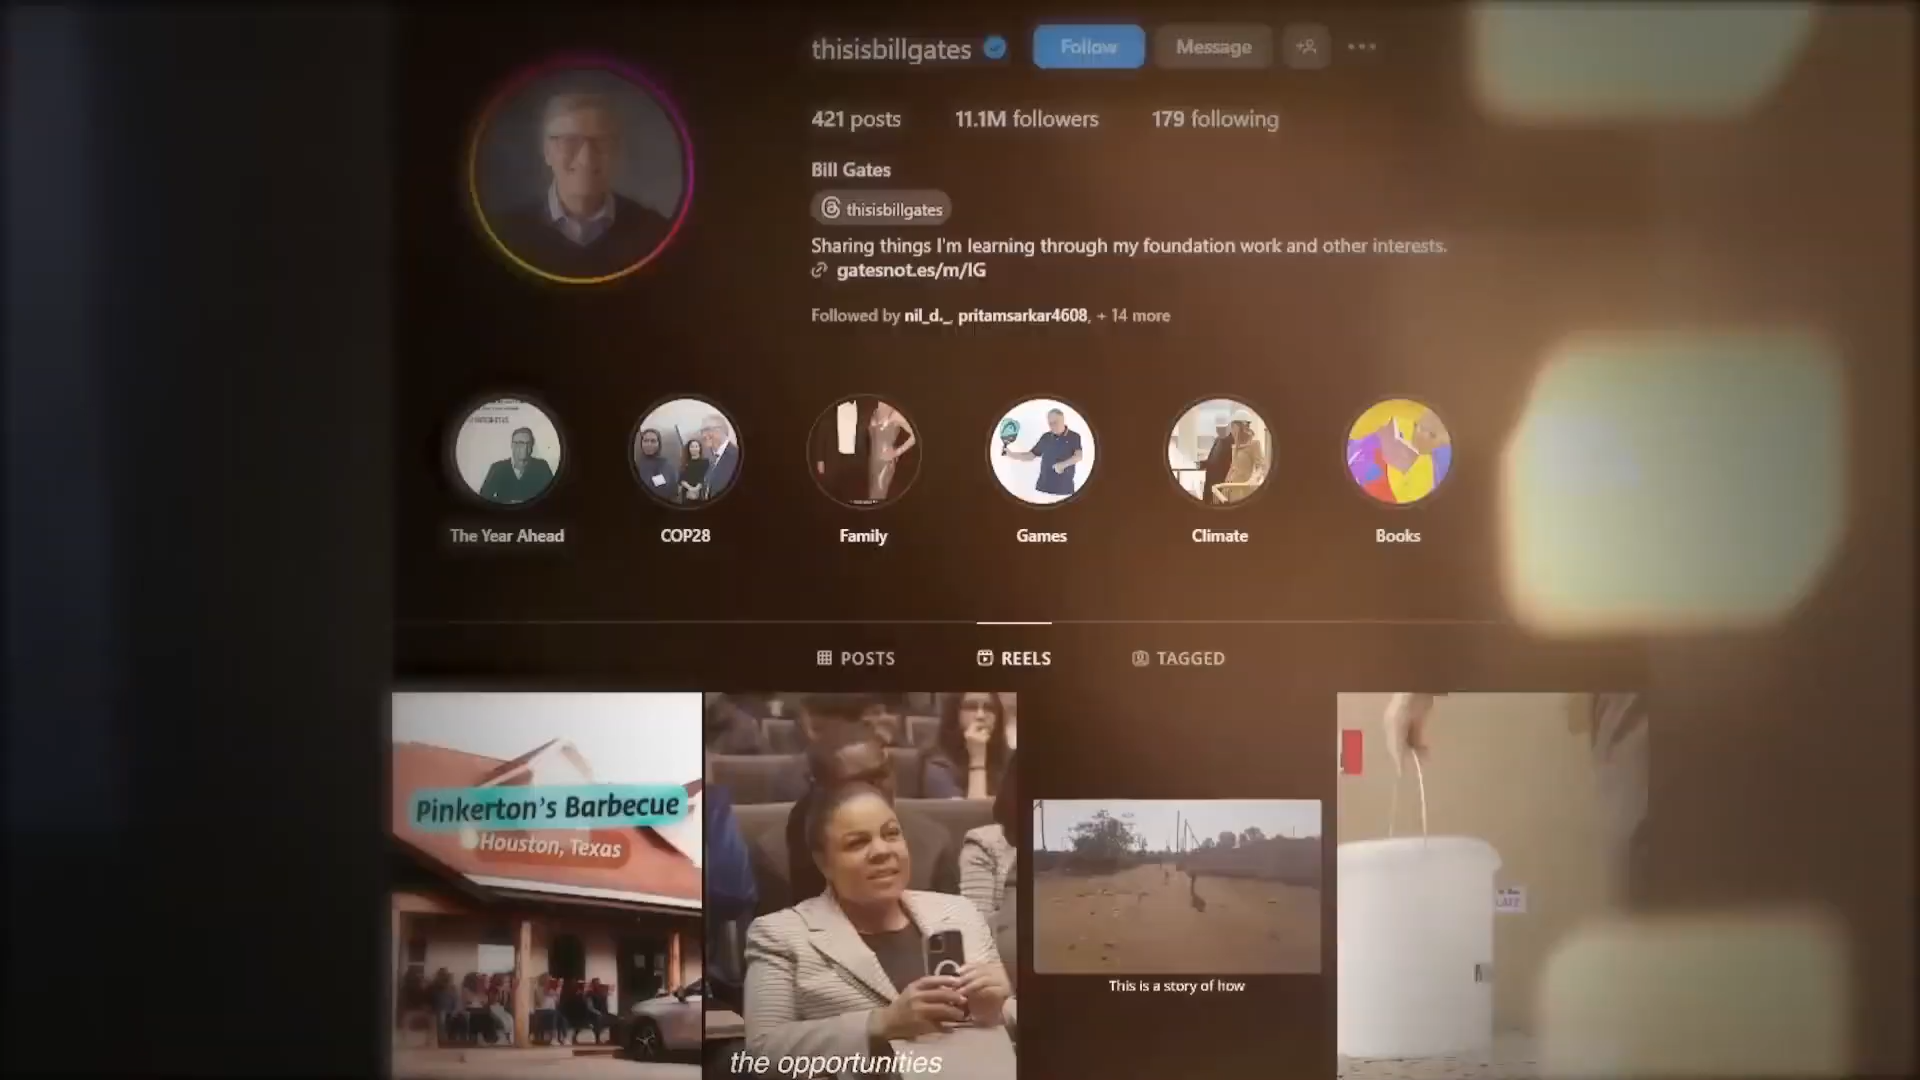 thisisbillgates Follow Message
421 posts 11.1M followers 179 following
Bill Gates
thisisbillgates
Sharing things I'm learning through my foundation work and other interests.
gatesnot.es/m/IG
Followed by nil_d._, pritamsarkar4608, + 14 more
The Year Ahead COP28 Family Games Climate Books
POSTS REELS TAGGED
Pinkerton's Barbecue
Houston, Texas
This is a story of how
the opportunities